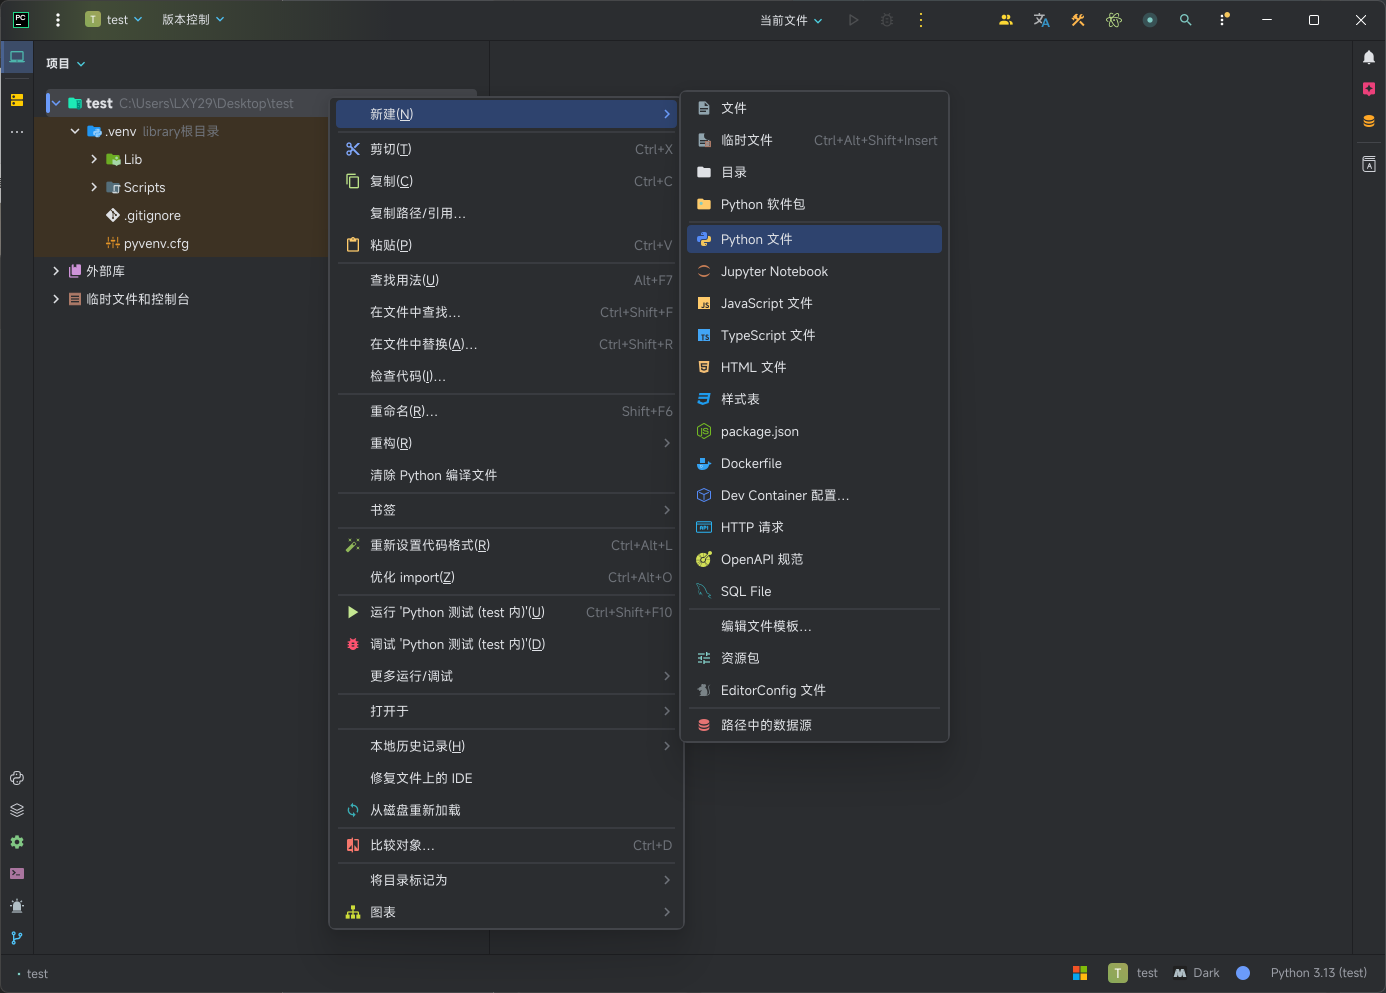 PC
T test
版本控制
当前文件
项目
test C:\Users\LXY29\Desktop\test
.venv library根目录
Lib
Scripts
.gitignore
pyvenv.cfg
外部库
临时文件和控制台
新建(N)
剪切(T) Ctrl+X
复制(C) Ctrl+C
复制路径/引用...
粘贴(P) Ctrl+V
查找用法(U) Alt+F7
在文件中查找... Ctrl+Shift+F
在文件中替换(A)... Ctrl+Shift+R
检查代码(I)...
重命名(R)... Shift+F6
重构(R)
清除 Python 编译文件
书签
重新设置代码格式(R) Ctrl+Alt+L
优化 import(Z) Ctrl+Alt+O
运行 'Python 测试 (test 内)'(U) Ctrl+Shift+F10
调试 'Python 测试 (test 内)'(D)
更多运行/调试
打开于
本地历史记录(H)
修复文件上的 IDE
从磁盘重新加载
比较对象... Ctrl+D
将目录标记为
图表
文件
临时文件 Ctrl+Alt+Shift+Insert
目录
Python 软件包
Python 文件
Jupyter Notebook
JS JavaScript 文件
TS TypeScript 文件
HTML 文件
样式表
package.json
Dockerfile
Dev Container 配置...
API HTTP 请求
OpenAPI 规范
SQL File
编辑文件模板...
资源包
EditorConfig 文件
路径中的数据源
test
T test
Dark
Python 3.13 (test)